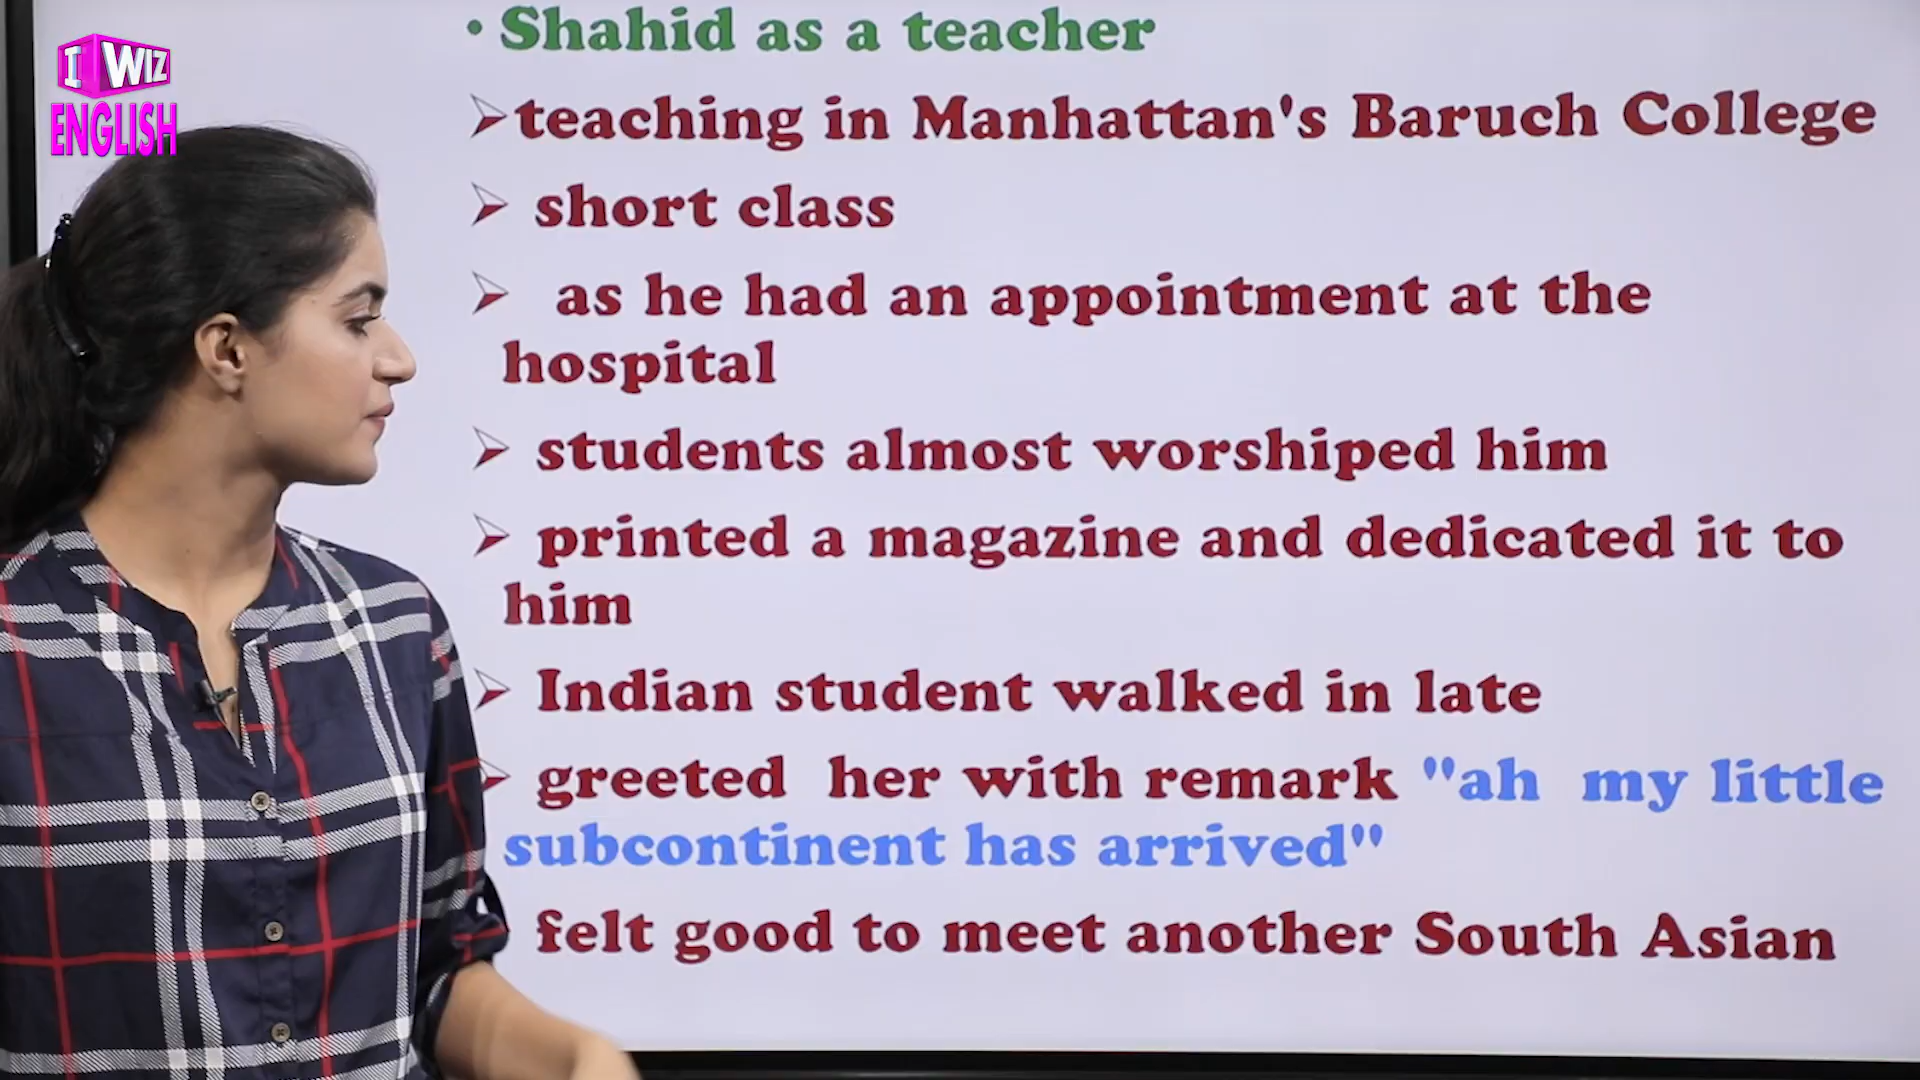 I WIZ
ENGLISH
• Shahid as a teacher
➢teaching in Manhattan's Baruch College
➢ short class
➢ as he had an appointment at the
hospital
➢ students almost worshiped him
➢ printed a magazine and dedicated it to
him
➢ Indian student walked in late
➢ greeted her with remark "ah my little
subcontinent has arrived"
felt good to meet another South Asian